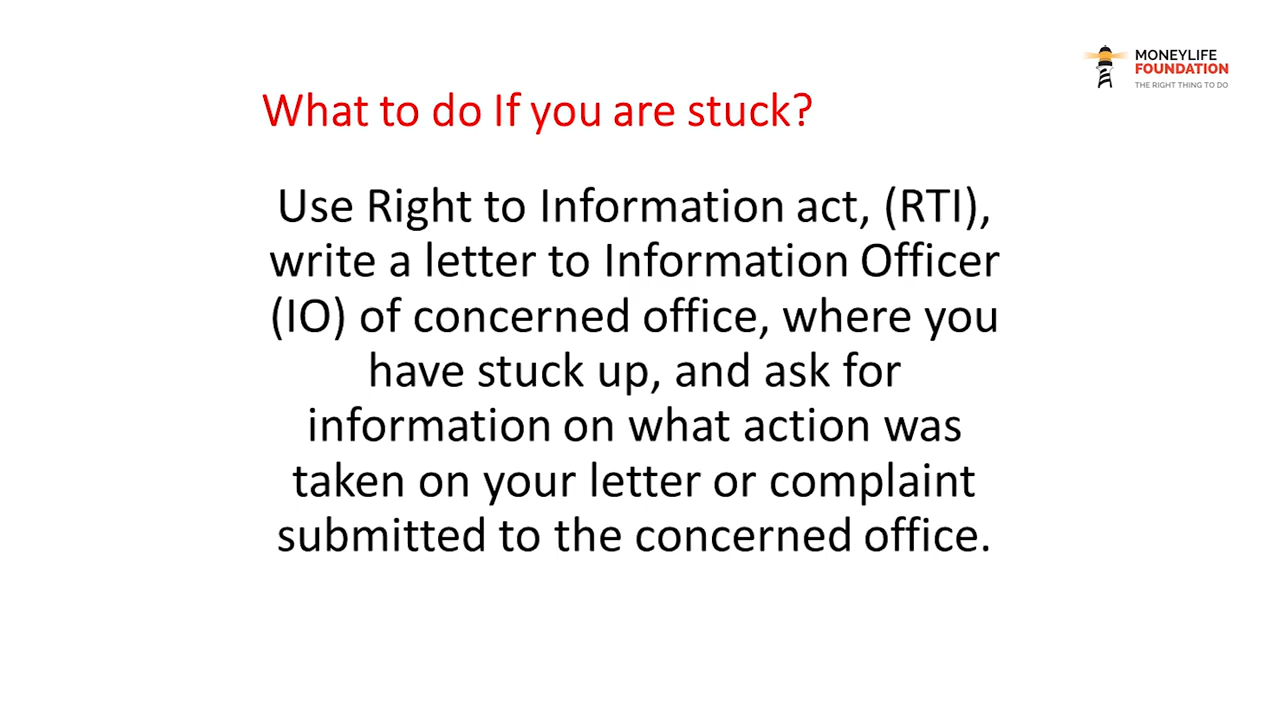 MONEYLIFE
FOUNDATION
THE RIGHT THING TO DO
What to do If you are stuck?
Use Right to Information act, (RTI),
write a letter to Information Officer
(IO) of concerned office, where you
have stuck up, and ask for
information on what action was
taken on your letter or complaint
submitted to the concerned office.